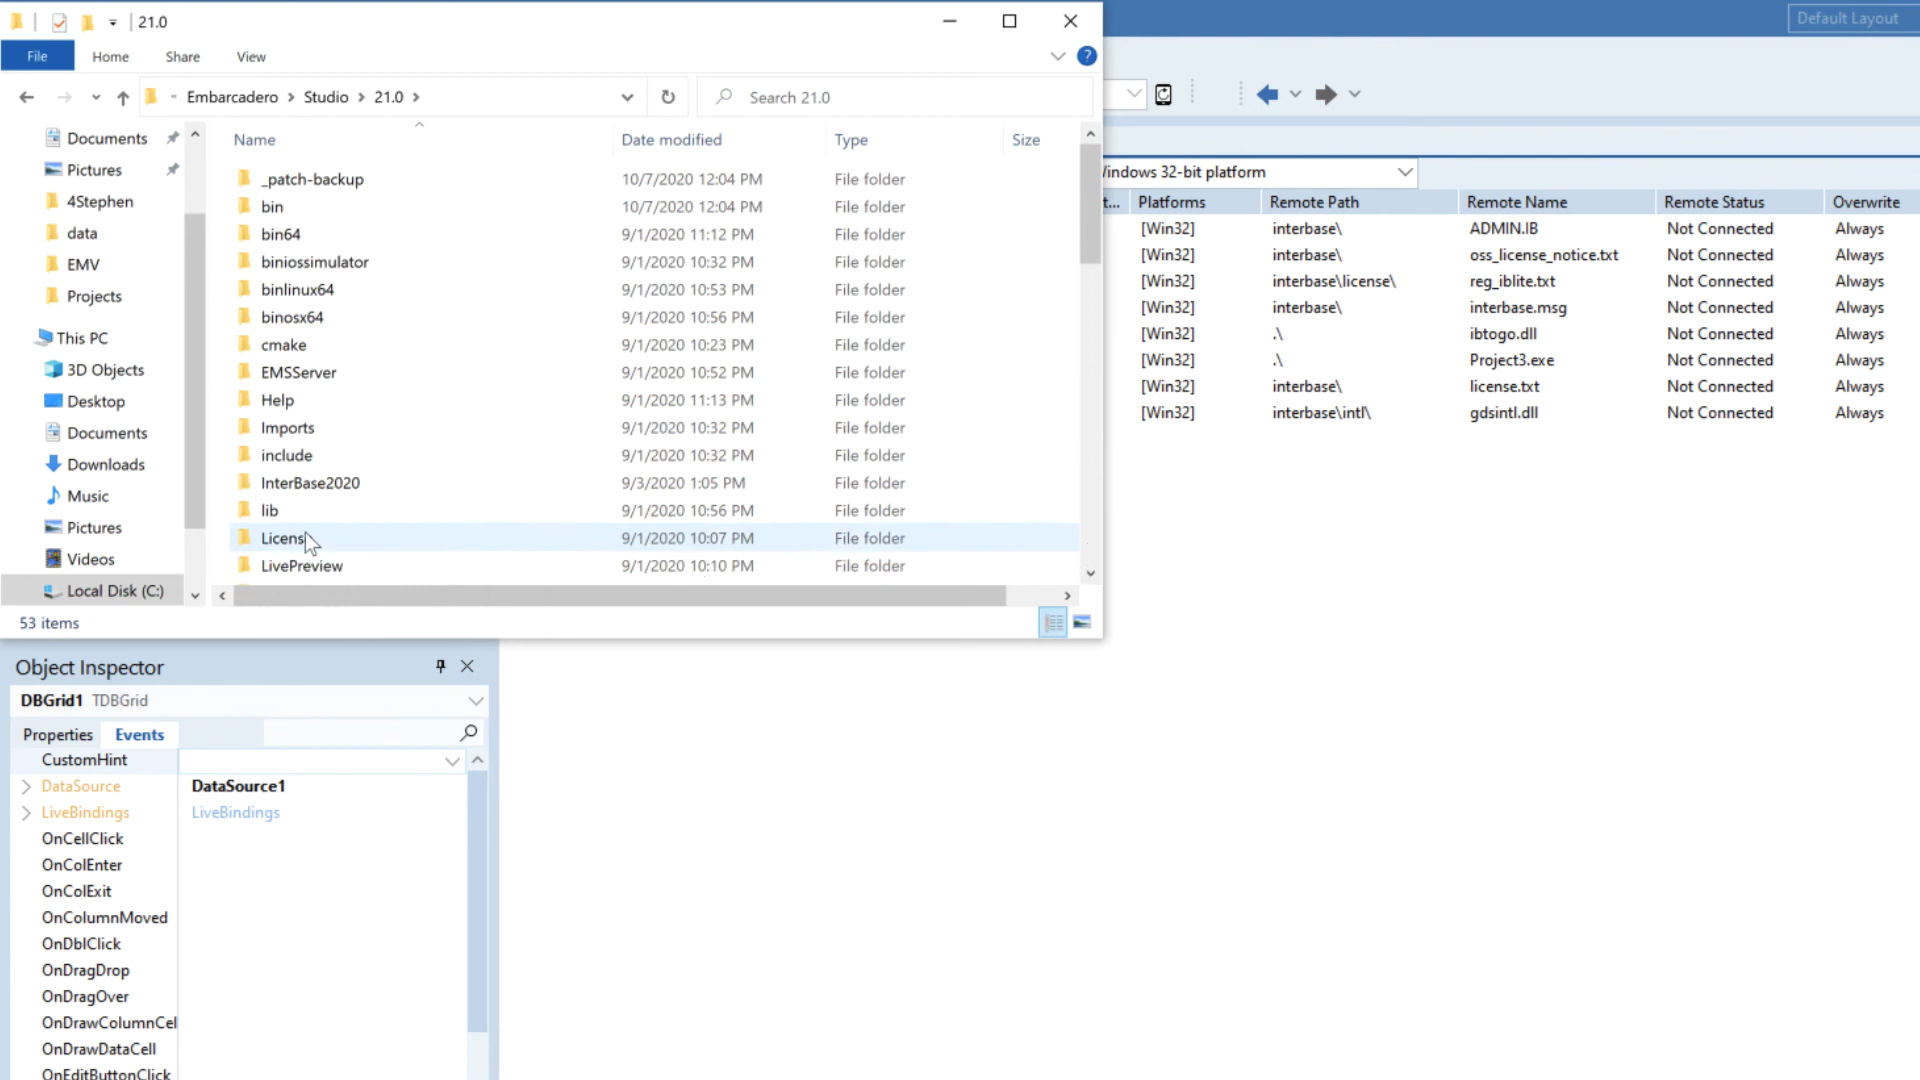 21.0
Default Layout
File Home Share View
Embarcadero Studio 21.0
Search 21.0
Documents
Pictures
4Stephen
data
EMV
Projects
This PC
3D Objects
Desktop
Documents
Downloads
Music
Pictures
Videos
Local Disk (C:)
Name Date modified Type Size
_patch-backup 10/7/2020 12:04 PM File folder
bin 10/7/2020 12:04 PM File folder
bin64 9/1/2020 11:12 PM File folder
biniossimulator 9/1/2020 10:32 PM File folder
binlinux64 9/1/2020 10:53 PM File folder
binosx64 9/1/2020 10:56 PM File folder
cmake 9/1/2020 10:23 PM File folder
EMSServer 9/1/2020 10:52 PM File folder
Help 9/1/2020 11:13 PM File folder
Imports 9/1/2020 10:32 PM File folder
include 9/1/2020 10:32 PM File folder
InterBase2020 9/3/2020 1:05 PM File folder
lib 9/1/2020 10:56 PM File folder
Licens 9/1/2020 10:07 PM File folder
LivePreview 9/1/2020 10:10 PM File folder
53 items
indows 32-bit platform
t... Platforms Remote Path Remote Name Remote Status Overwrite
[Win32] interbase\ ADMIN.IB Not Connected Always
[Win32] interbase\ oss_license_notice.txt Not Connected Always
[Win32] interbase\license\ reg_iblite.txt Not Connected Always
[Win32] interbase\ interbase.msg Not Connected Always
[Win32] .\ ibtogo.dll Not Connected Always
[Win32] .\ Project3.exe Not Connected Always
[Win32] interbase\ license.txt Not Connected Always
[Win32] interbase\intl\ gdsintl.dll Not Connected Always
Object Inspector
DBGrid1 TDBGrid
Properties Events
CustomHint
DataSource DataSource1
LiveBindings LiveBindings
OnCellClick
OnColEnter
OnColExit
OnColumnMoved
OnDblClick
OnDragDrop
OnDragOver
OnDrawColumnCel
OnDrawDataCell
OnEditButtonClick